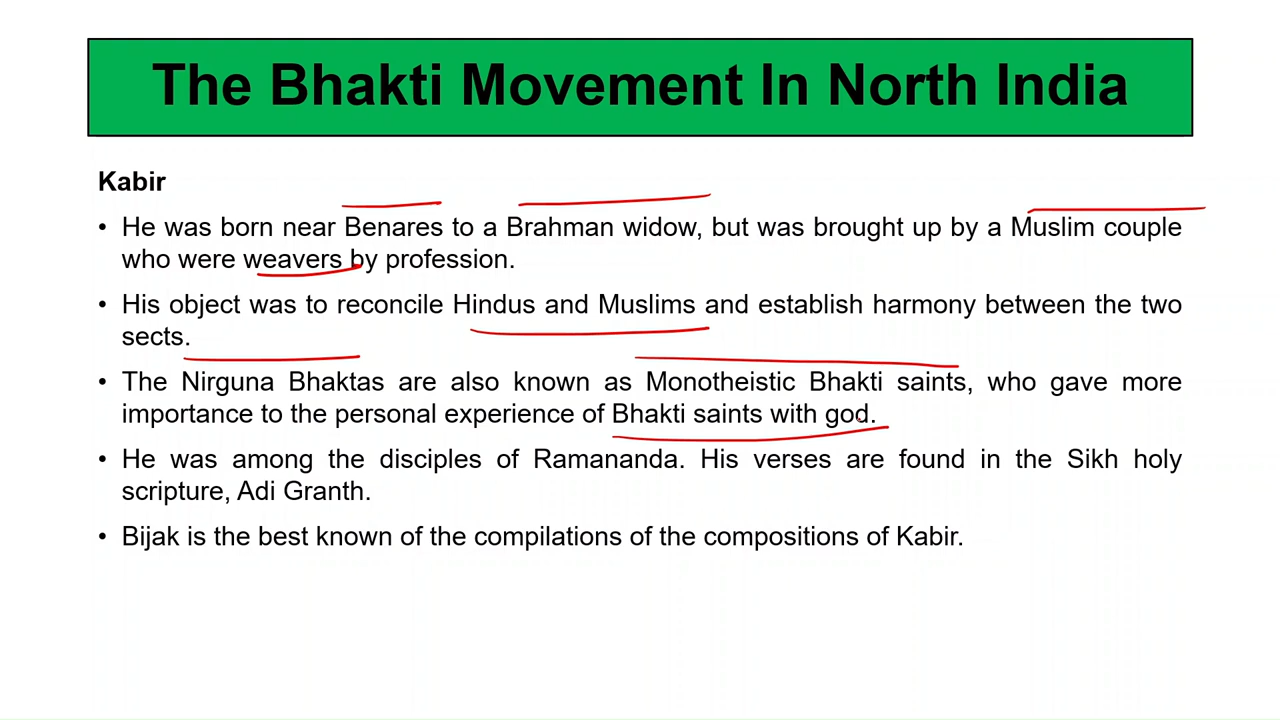 The Bhakti Movement In North India
Kabir
• He was born near Benares to a Brahman widow, but was brought up by a Muslim couple
who were weavers by profession.
• His object was to reconcile Hindus and Muslims and establish harmony between the two
sects.
• The Nirguna Bhaktas are also known as Monotheistic Bhakti saints, who gave more
importance to the personal experience of Bhakti saints with god.
• He was among the disciples of Ramananda. His verses are found in the Sikh holy
scripture, Adi Granth.
• Bijak is the best known of the compilations of the compositions of Kabir.